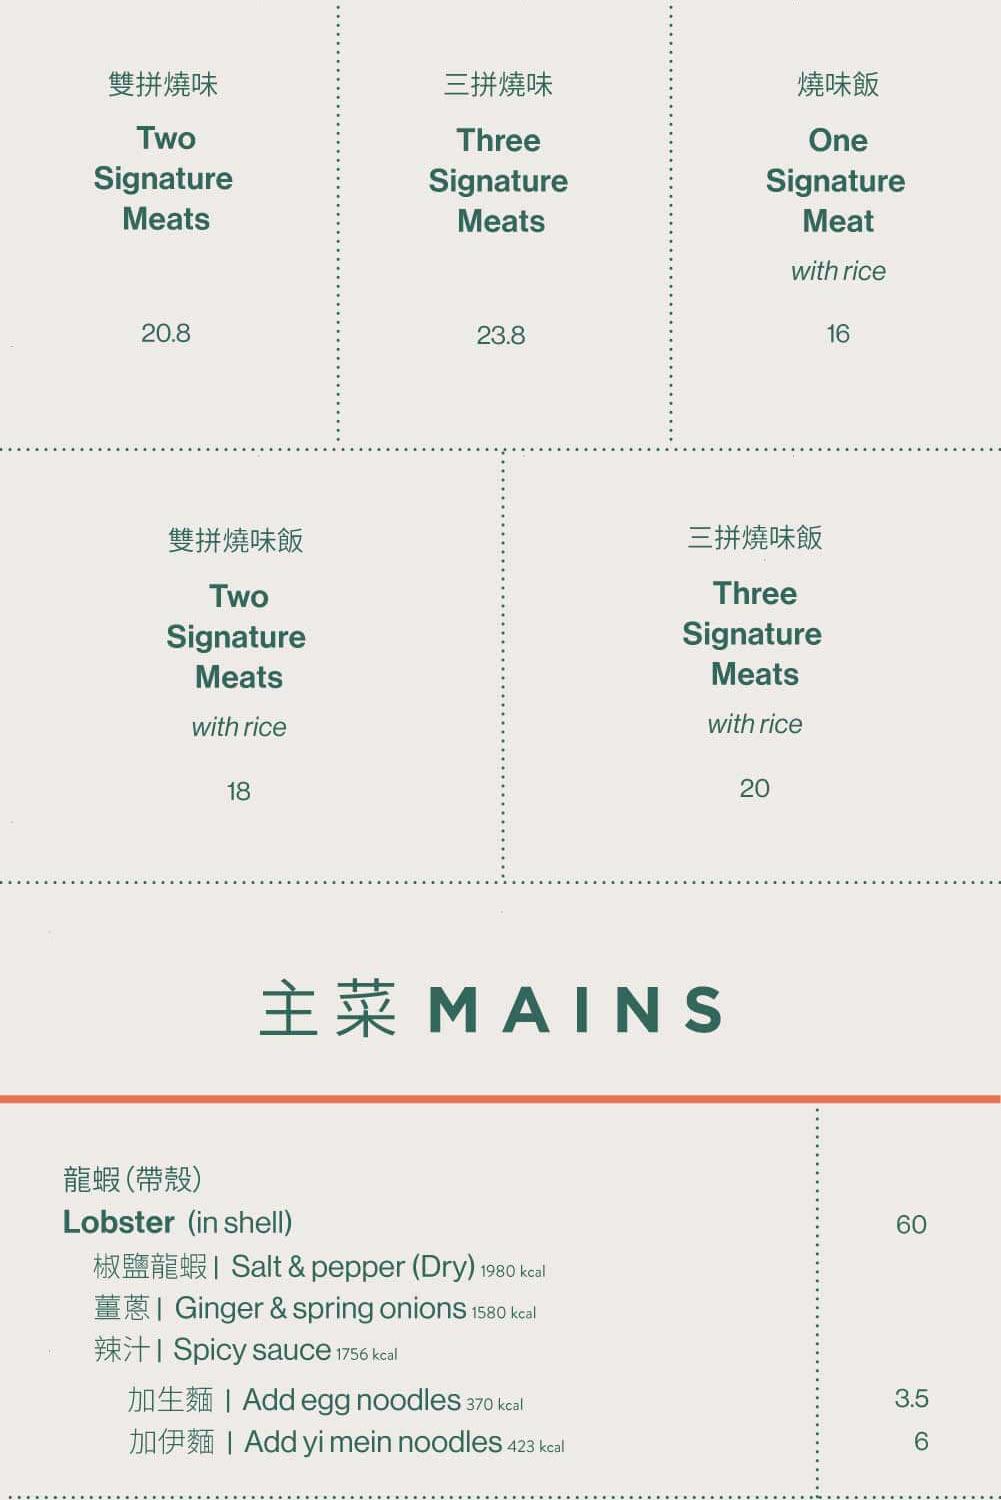 雙拼燒味
Two
Signature
Meats
20.8
三拼燒味
Three
Signature
Meats
23.8
燒味飯
One
Signature
Meat
with rice
16
雙拼燒味飯
Two
Signature
Meats
with rice
18
三拼燒味飯
Three
Signature
Meats
with rice
20
主菜 MAINS
龍蝦（帶殼）
Lobster (in shell) 60
椒鹽龍蝦 | Salt & pepper (Dry) 1980 kcal
薑蔥 | Ginger & spring onions 1580 kcal
辣汁 | Spicy sauce 1756 kcal
加生麵 | Add egg noodles 370 kcal 3.5
加伊麵 | Add yi mein noodles 423 kcal 6